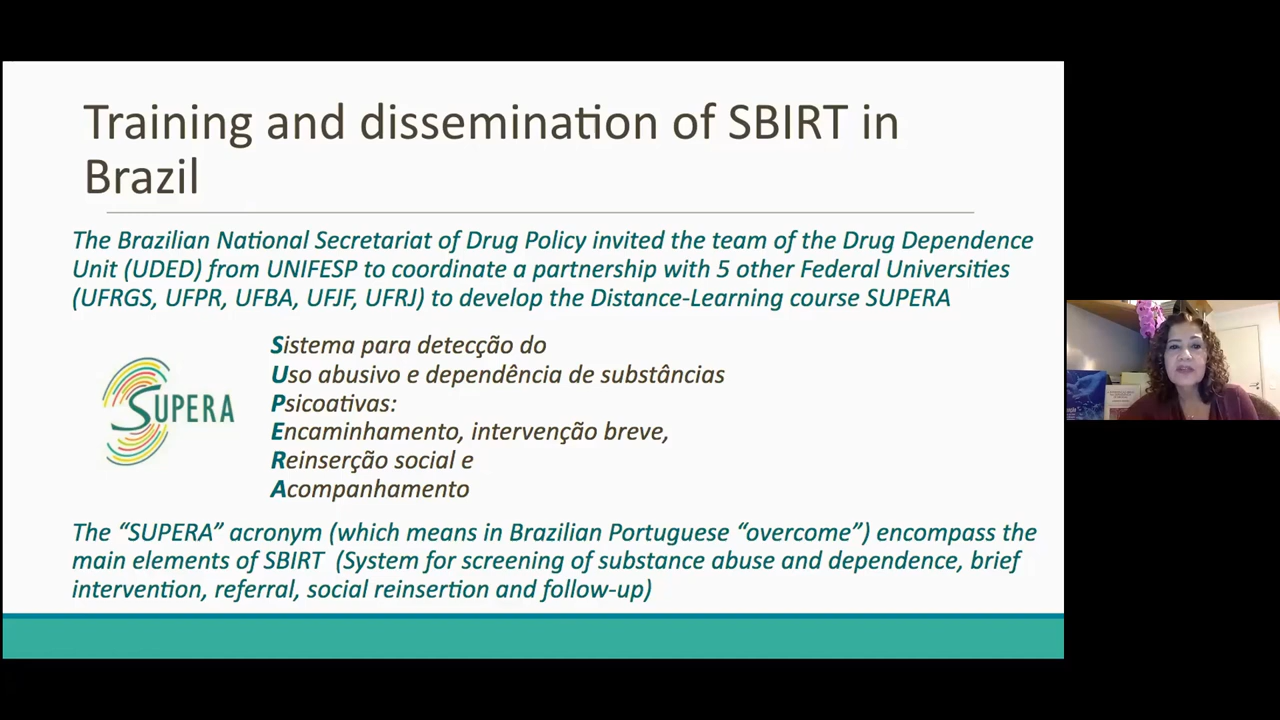 Training and dissemination of SBIRT in
Brazil
The Brazilian National Secretariat of Drug Policy invited the team of the Drug Dependence
Unit (UDED) from UNIFESP to coordinate a partnership with 5 other Federal Universities
(UFRGS, UFPR, UFBA, UFJF, UFRJ) to develop the Distance-Learning course SUPERA
SUPERA
Sistema para detecção do
Uso abusivo e dependência de substâncias
Psicoativas:
Encaminhamento, intervenção breve,
Reinserção social e
Acompanhamento
The “SUPERA” acronym (which means in Brazilian Portuguese “overcome”) encompass the
main elements of SBIRT (System for screening of substance abuse and dependence, brief
intervention, referral, social reinsertion and follow-up)